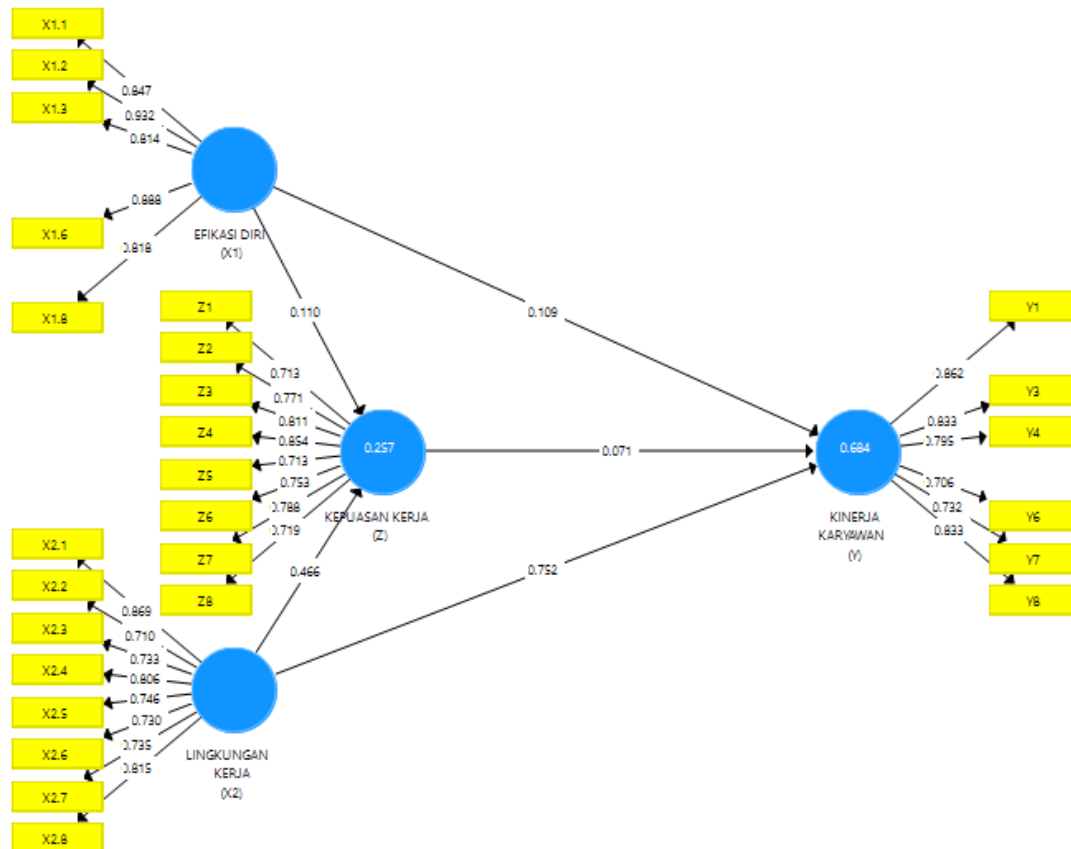 X1.1
X1.2
X1.3
X1.6
X1.8
0.847
0.932
0.814
0.888
0.818
EFIKASI DIRI
(X1)
0.110
0.109
Z1
Z2
Z3
Z4
Z5
Z6
Z7
Z8
0.713
0.771
0.811
0.854
0.713
0.753
0.788
0.719
0.257
KEPUASAN KERJA
(Z)
0.071
0.466
0.752
X2.1
X2.2
X2.3
X2.4
X2.5
X2.6
X2.7
X2.8
0.869
0.710
0.733
0.806
0.746
0.730
0.735
0.815
LINGKUNGAN
KERJA
(X2)
0.684
KINERJA
KARYAWAN
(Y)
0.862
0.833
0.795
0.706
0.732
0.833
Y1
Y3
Y4
Y6
Y7
Y8